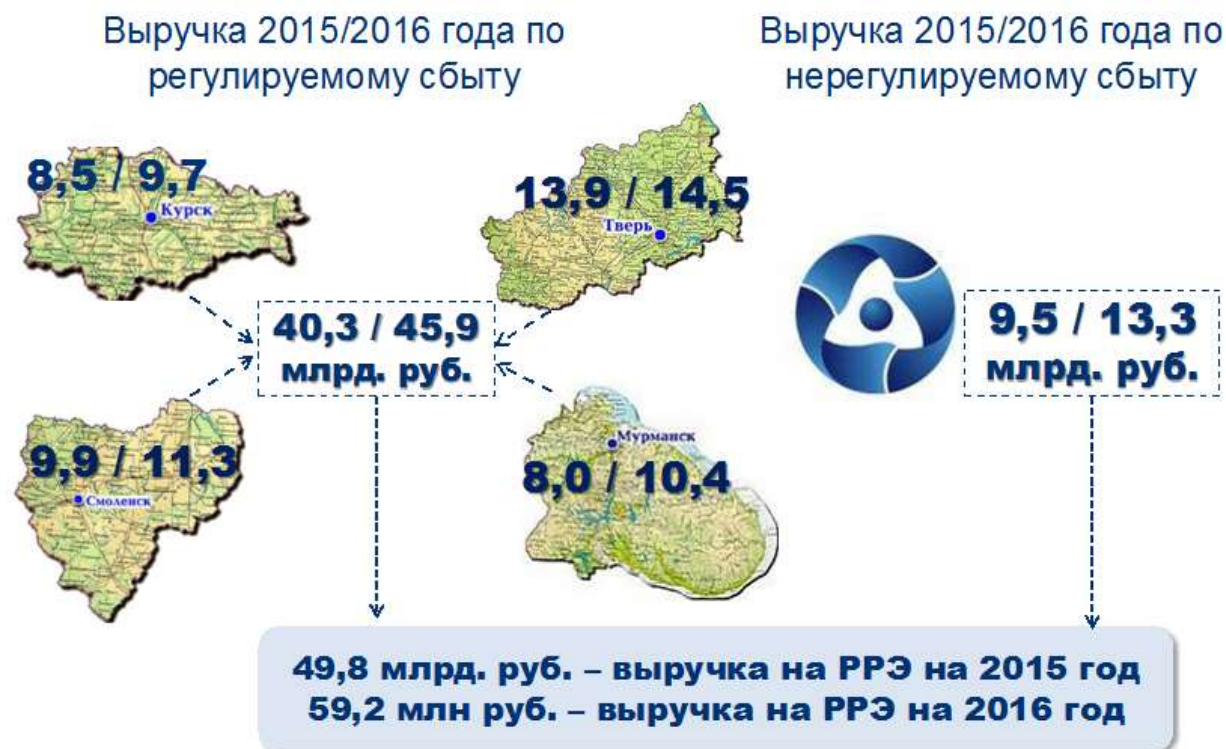 Выручка 2015/2016 года по
регулируемому сбыту
Выручка 2015/2016 года по
нерегулируемому сбыту
8,5 / 9,7
Курск
13,9 / 14,5
Тверь
40,3 / 45,9
млрд. руб.
9,5 / 13,3
млрд. руб.
9,9 / 11,3
Смоленск
Мурманск
8,0 / 10,4
49,8 млрд. руб. – выручка на РРЭ на 2015 год
59,2 млн руб. – выручка на РРЭ на 2016 год